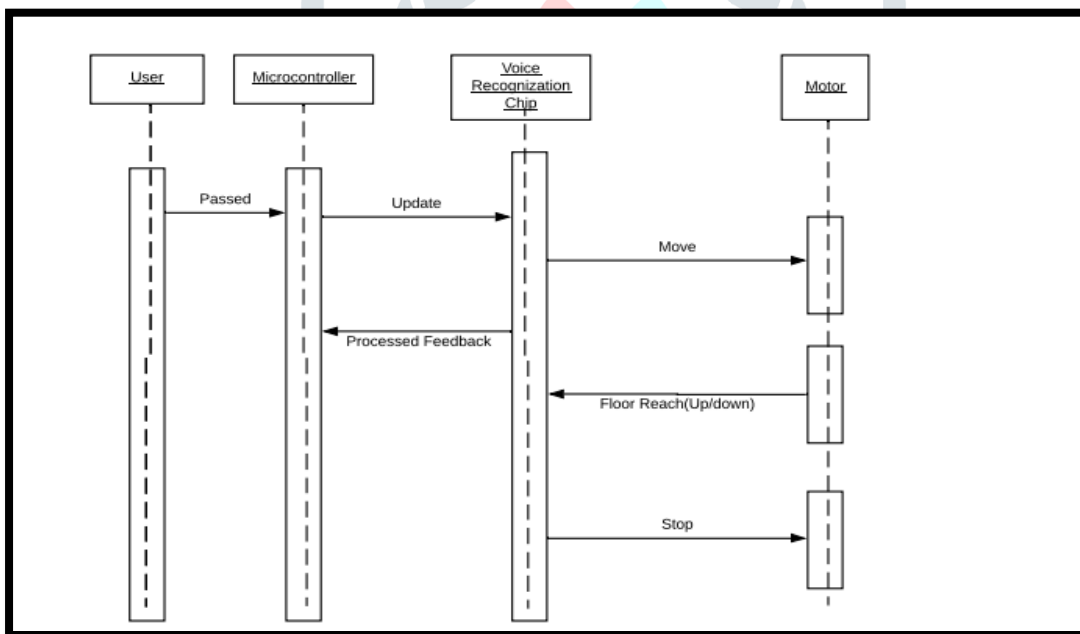 User
Microcontroller
Voice
Recognization
Chip
Motor
Passed
Update
Move
Processed Feedback
Floor Reach(Up/down)
Stop